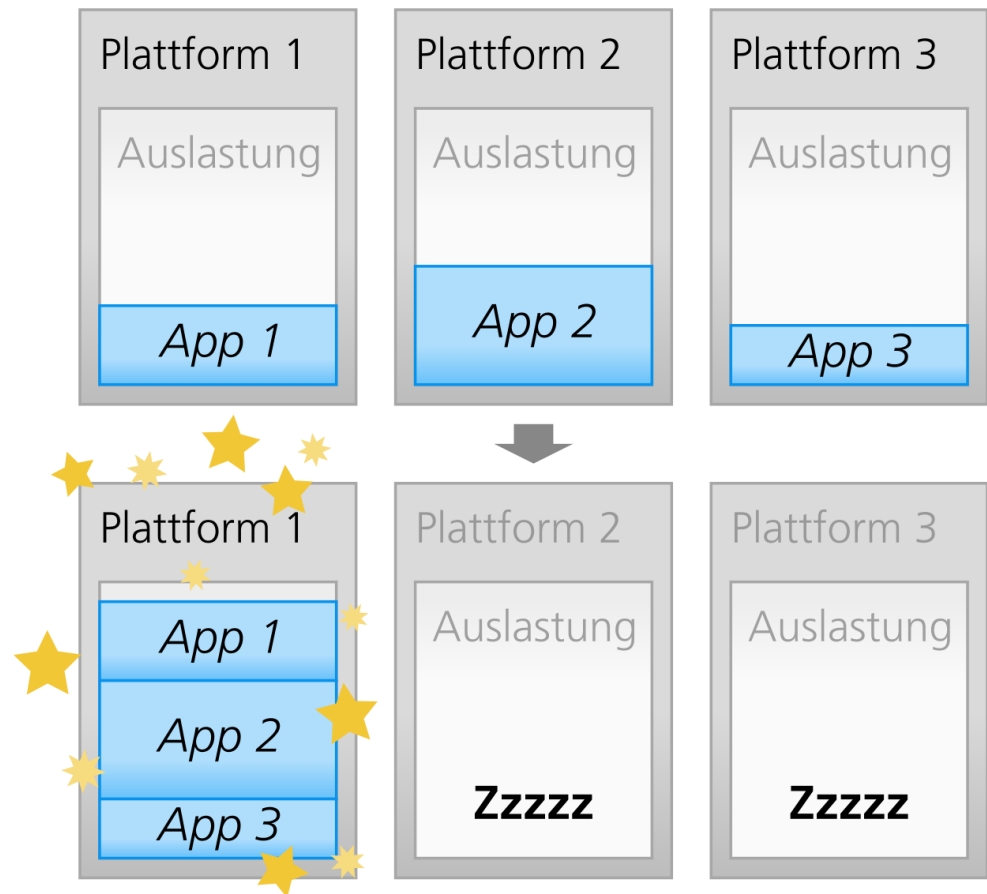 Plattform 1
Plattform 2
Plattform 3
Auslastung
Auslastung
Auslastung
App 1
App 2
App 3
Plattform 1
Plattform 2
Plattform 3
App 1
App 2
App 3
Auslastung
Zzzzz
Auslastung
Zzzzz